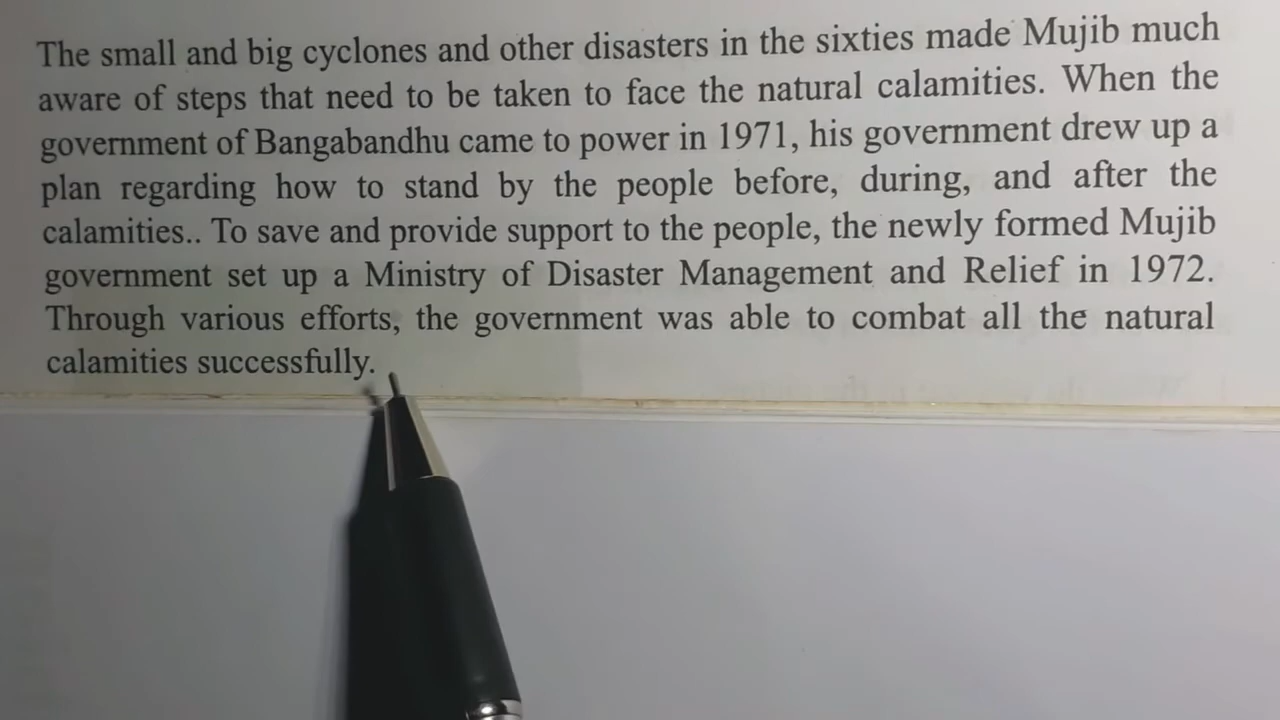 The small and big cyclones and other disasters in the sixties made Mujib much
aware of steps that need to be taken to face the natural calamities. When the
government of Bangabandhu came to power in 1971, his government drew up a
plan regarding how to stand by the people before, during, and after the
calamities.. To save and provide support to the people, the newly formed Mujib
government set up a Ministry of Disaster Management and Relief in 1972.
Through various efforts, the government was able to combat all the natural
calamities successfully.